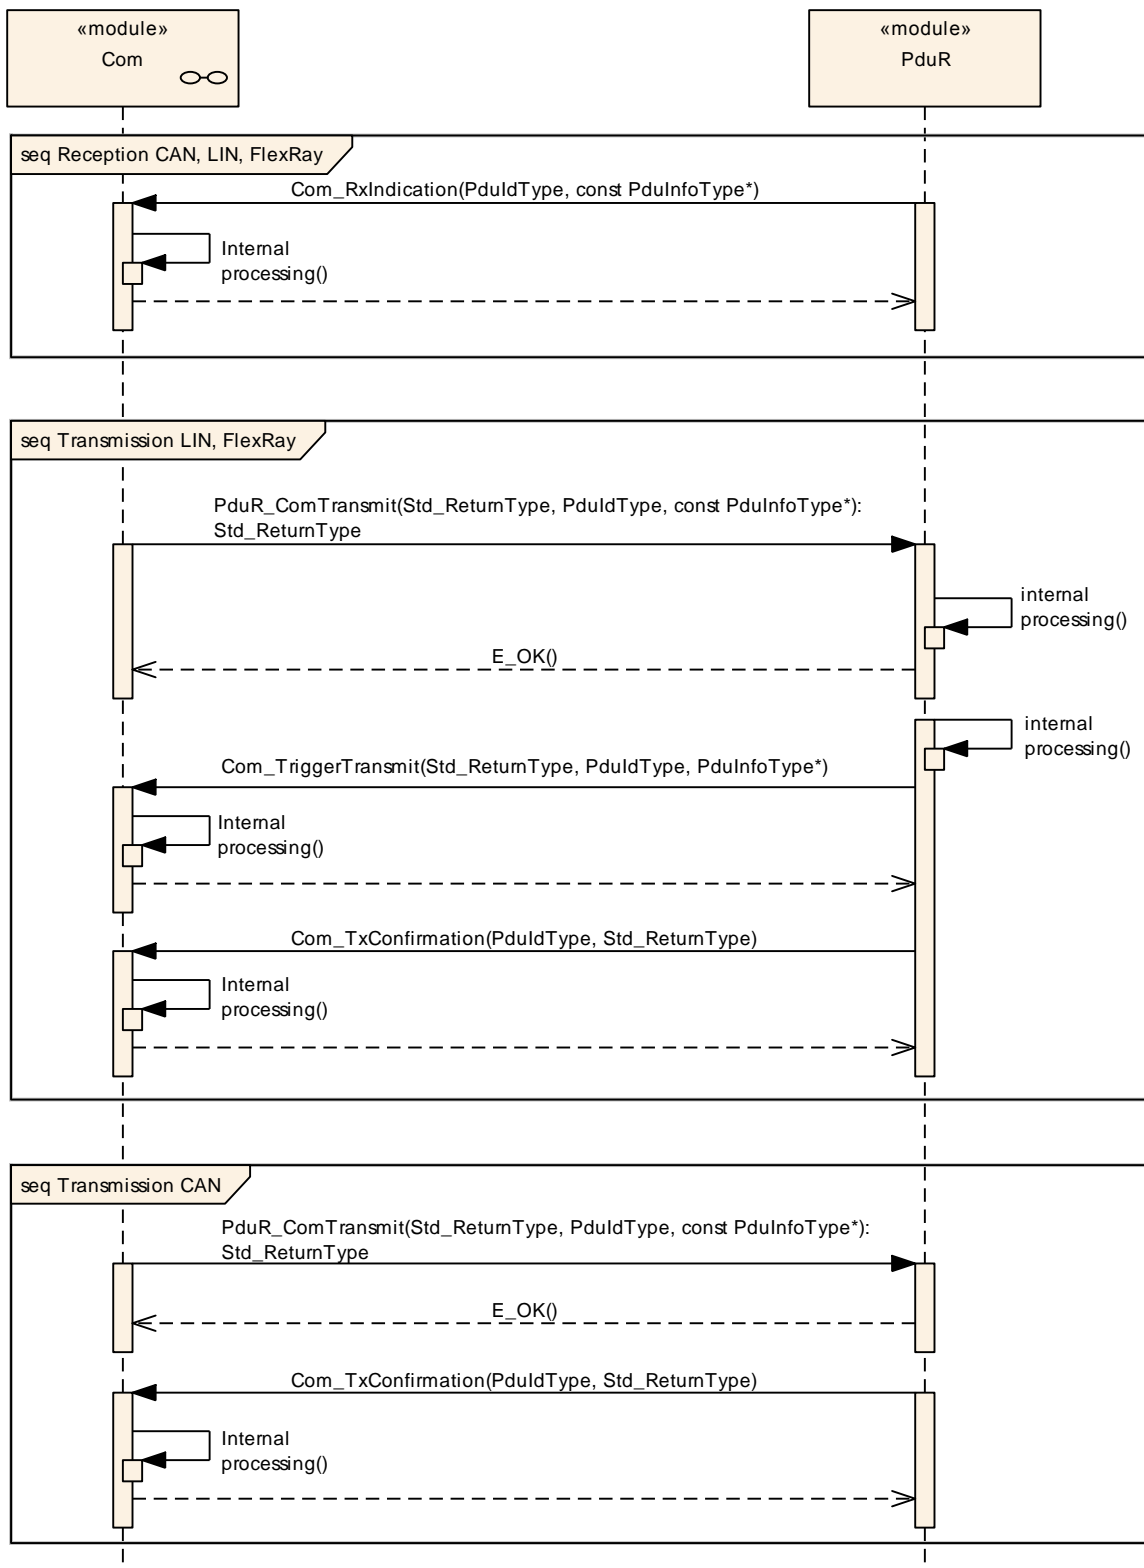 «module»
Com
«module»
PduR
seq Reception CAN, LIN, FlexRay
Com_RxIndication(PduIdType, const PduInfoType*)
Internal
processing()
seq Transmission LIN, FlexRay
PduR_ComTransmit(Std_ReturnType, PduIdType, const PduInfoType*):
Std_ReturnType
internal
processing()
E_OK()
internal
processing()
Com_TriggerTransmit(Std_ReturnType, PduIdType, PduInfoType*)
Internal
processing()
Com_TxConfirmation(PduIdType, Std_ReturnType)
Internal
processing()
seq Transmission CAN
PduR_ComTransmit(Std_ReturnType, PduIdType, const PduInfoType*):
Std_ReturnType
E_OK()
Com_TxConfirmation(PduIdType, Std_ReturnType)
Internal
processing()